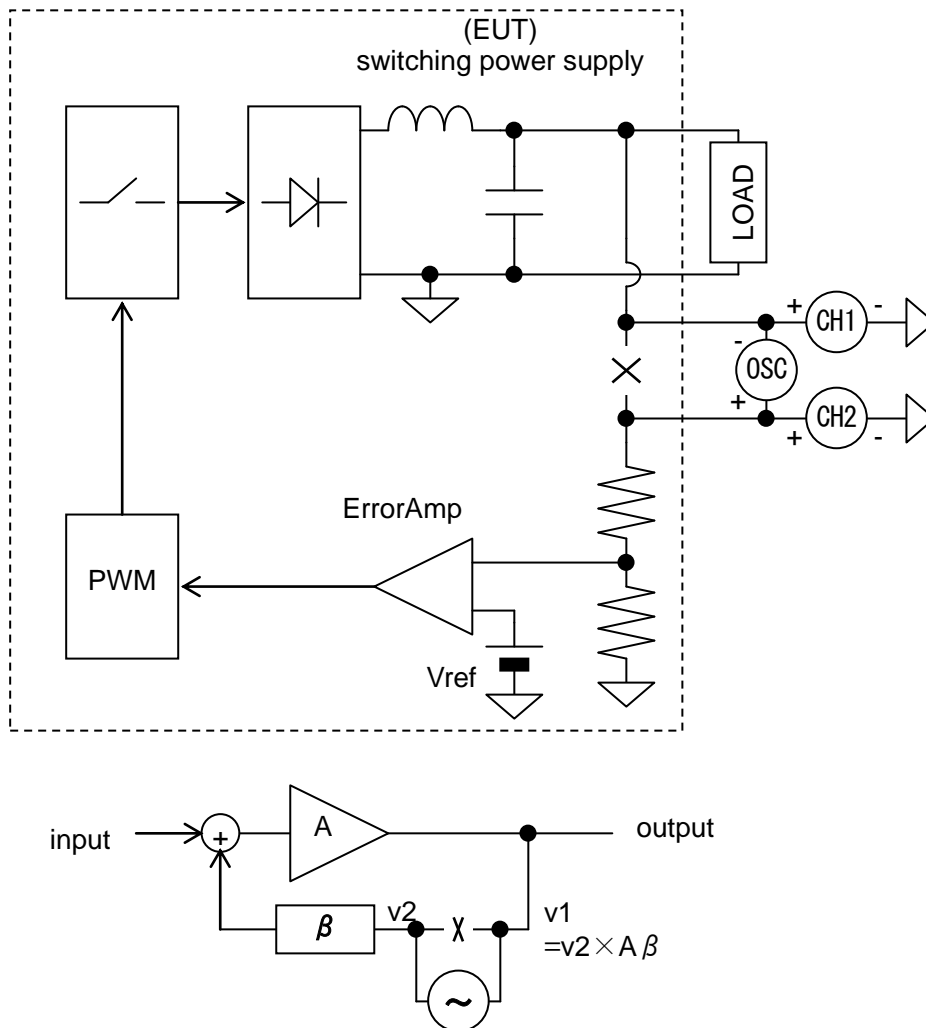 (EUT)
switching power supply
LOAD
+ CH1 -
-
OSC
+
+ CH2 -
ErrorAmp
PWM
Vref
input
+
A
output
β
v2
v1
=v2×Aβ
~